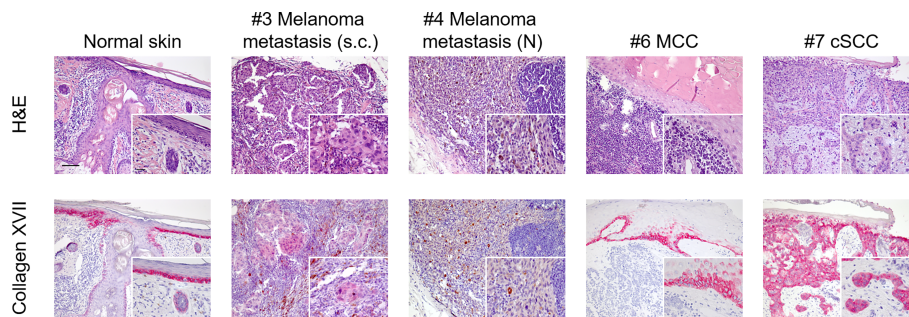 Normal skin
#3 Melanoma
metastasis (s.c.)
#4 Melanoma
metastasis (N)
#6 MCC
#7 cSCC
H&E
Collagen XVII